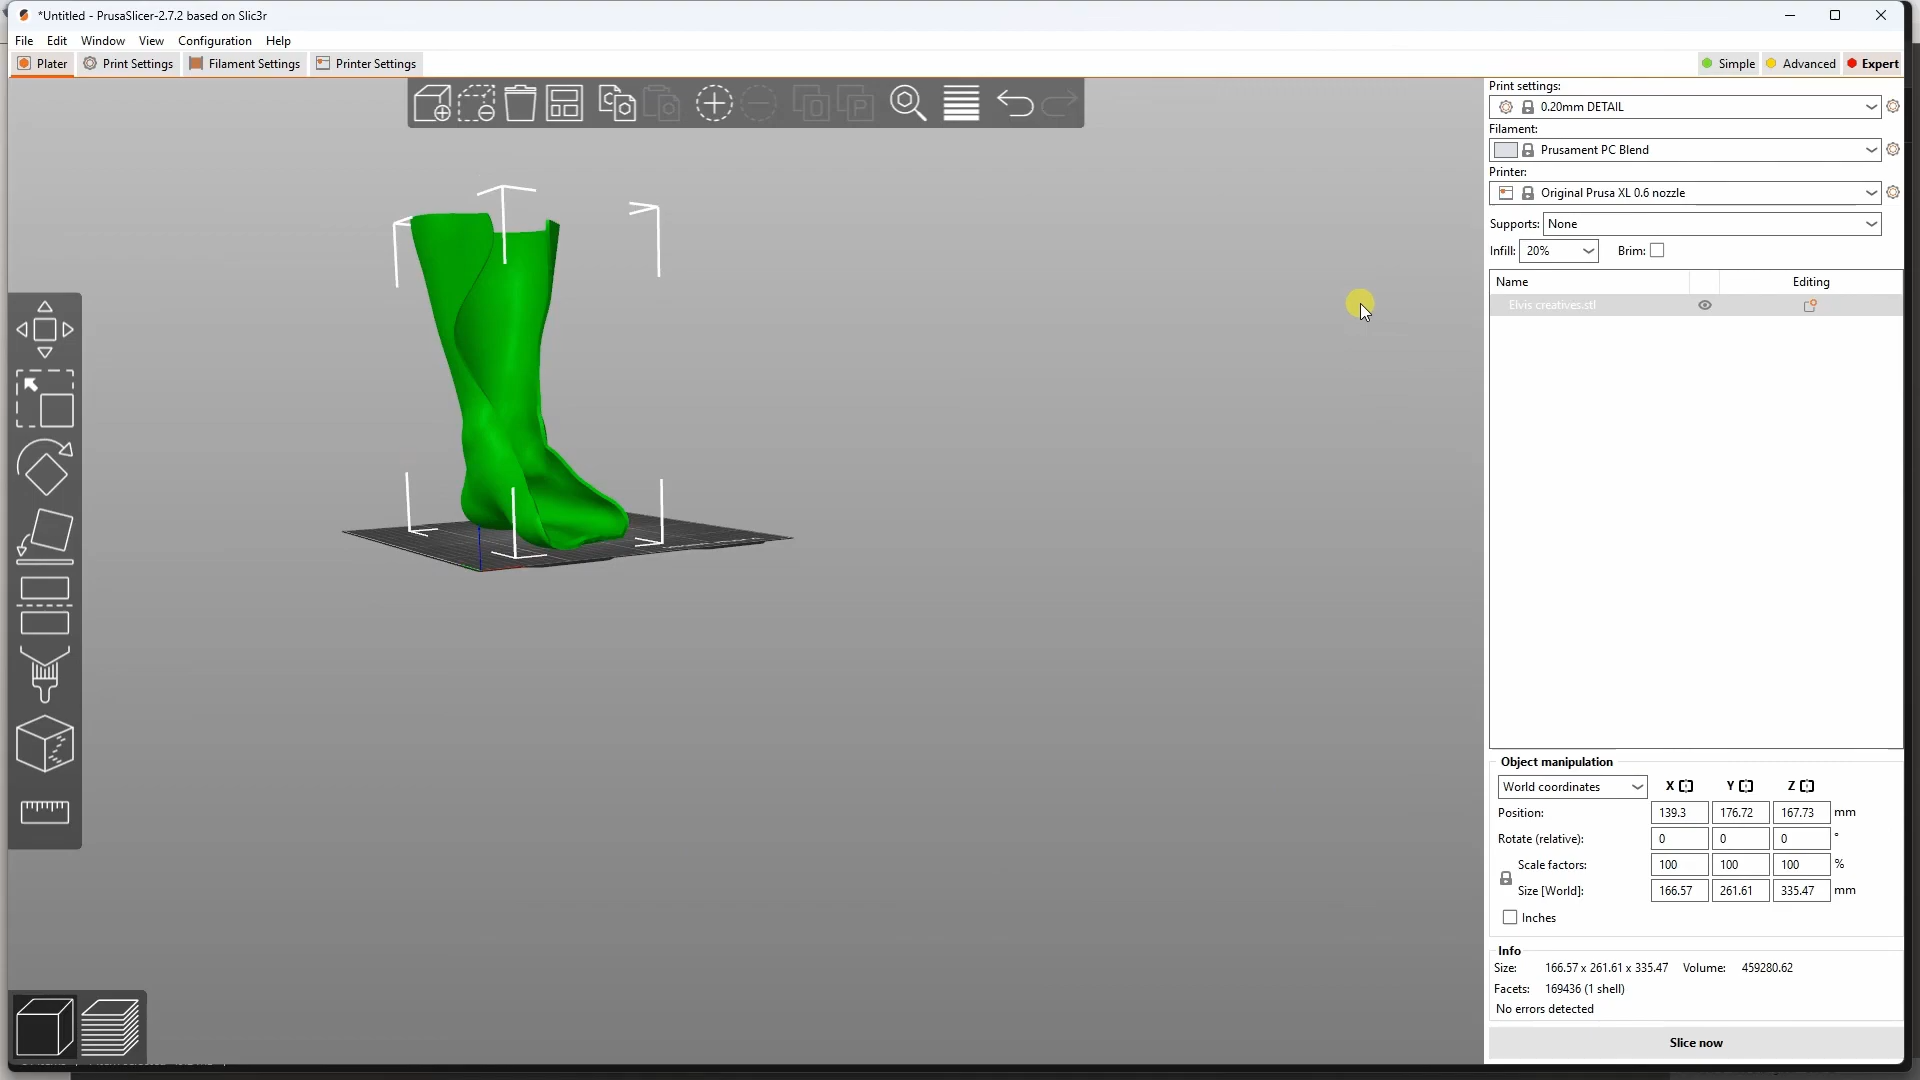 *Untitled - PrusaSlicer-2.7.2 based on Slic3r
File Edit Window View Configuration Help
Plater Print Settings Filament Settings Printer Settings Simple Advanced Expert
Print settings:
0.20mm DETAIL
Filament:
Prusament PC Blend
Printer:
Original Prusa XL 0.6 nozzle
Supports: None
Infill: 20% Brim:
Name Editing
Elvis creatives.stl
Object manipulation
World coordinates X Y Z
Position: 139.3 176.72 167.73 mm
Rotate (relative): 0 0 0 °
Scale factors: 100 100 100 %
Size [World]: 166.57 261.61 335.47 mm
Inches
Info
Size: 166.57 x 261.61 x 335.47 Volume: 459280.62
Facets: 169436 (1 shell)
No errors detected
Slice now